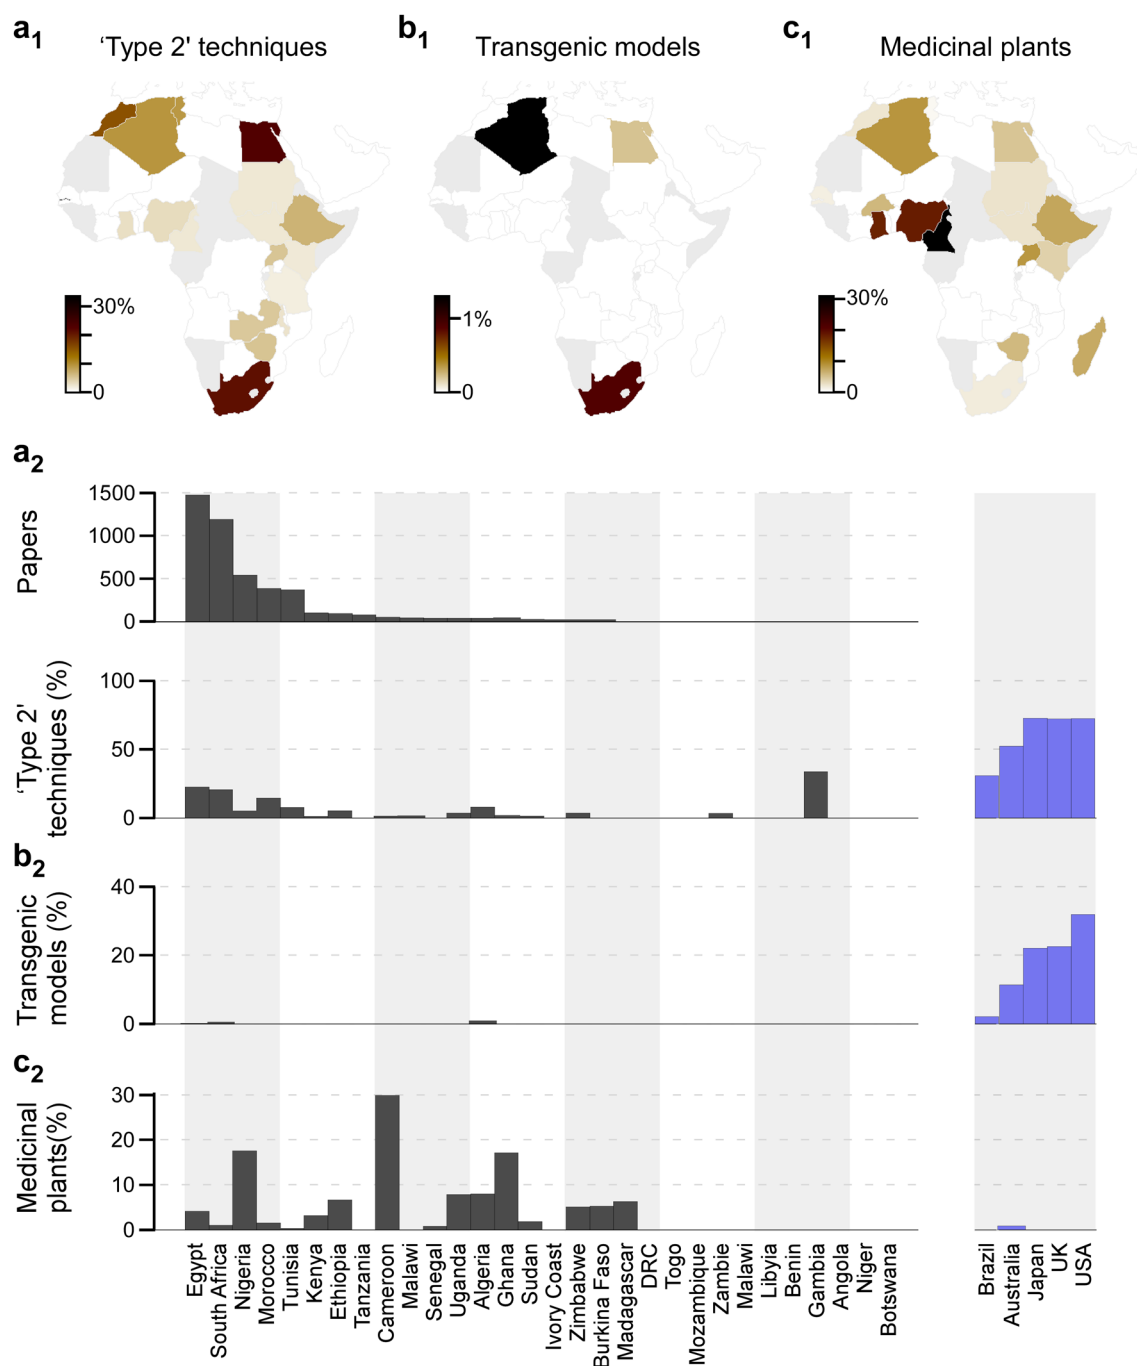 a1 'Type 2' techniques
b1 Transgenic models
c1 Medicinal plants
30%
0
1%
0
30%
0
a2
Papers
1500
1000
500
0
'Type 2'
techniques (%)
100
50
0
b2
Transgenic
models (%)
40
20
0
c2
Medicinal
plants(%)
30
20
10
0
Egypt
South Africa
Nigeria
Morocco
Tunisia
Kenya
Ethiopia
Tanzania
Cameroon
Malawi
Senegal
Uganda
Algeria
Ghana
Sudan
Ivory Coast
Zimbabwe
Burkina Faso
Madagascar
DRC
Togo
Mozambique
Zambie
Malawi
Libyia
Benin
Gambia
Angola
Niger
Botswana
Brazil
Australia
Japan
UK
USA